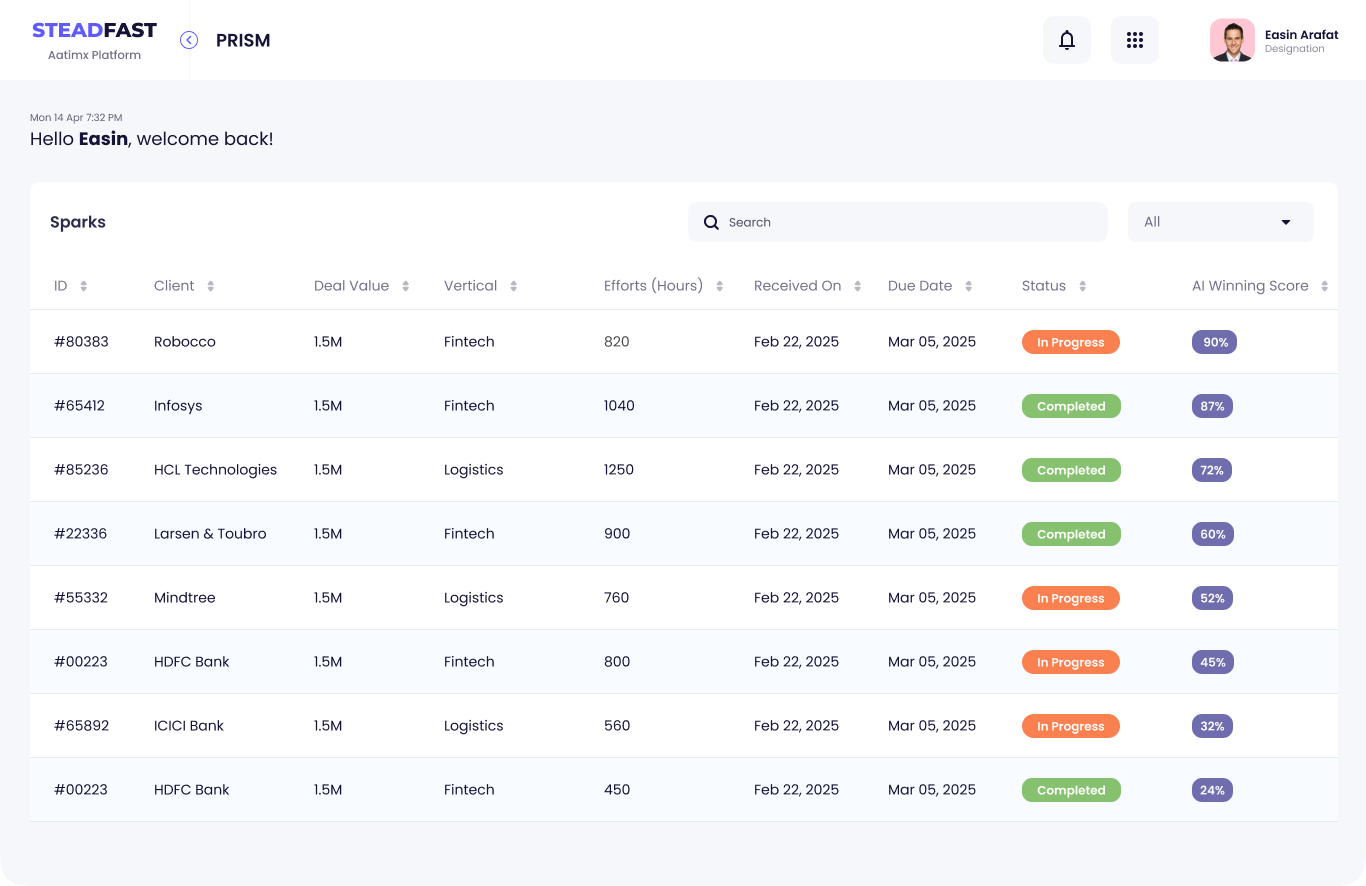 STEADFAST
Aatimx Platform
PRISM
Easin Arafat
Designation
Mon 14 Apr 7:32 PM
Hello Easin, welcome back!
Sparks
Search
All
ID Client Deal Value Vertical Efforts (Hours) Received On Due Date Status AI Winning Score
#80383 Robocco 1.5M Fintech 820 Feb 22, 2025 Mar 05, 2025 In Progress 90%
#65412 Infosys 1.5M Fintech 1040 Feb 22, 2025 Mar 05, 2025 Completed 87%
#85236 HCL Technologies 1.5M Logistics 1250 Feb 22, 2025 Mar 05, 2025 Completed 72%
#22336 Larsen & Toubro 1.5M Fintech 900 Feb 22, 2025 Mar 05, 2025 Completed 60%
#55332 Mindtree 1.5M Logistics 760 Feb 22, 2025 Mar 05, 2025 In Progress 52%
#00223 HDFC Bank 1.5M Fintech 800 Feb 22, 2025 Mar 05, 2025 In Progress 45%
#65892 ICICI Bank 1.5M Logistics 560 Feb 22, 2025 Mar 05, 2025 In Progress 32%
#00223 HDFC Bank 1.5M Fintech 450 Feb 22, 2025 Mar 05, 2025 Completed 24%